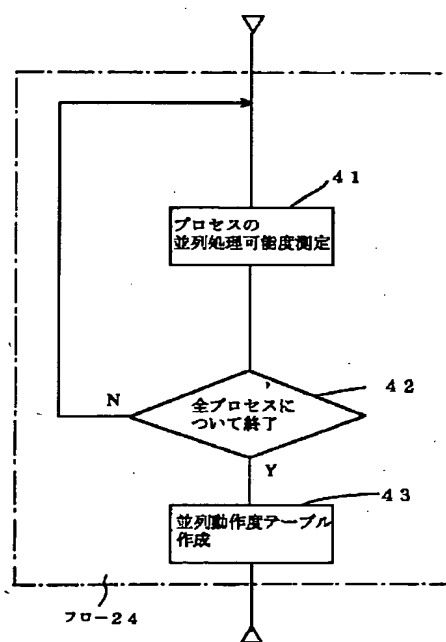 41
プロセスの
並列処理可能度測定
42
全プロセスに
ついて終了
N
Y
43
並列動作度テーブル
作成
フロー24